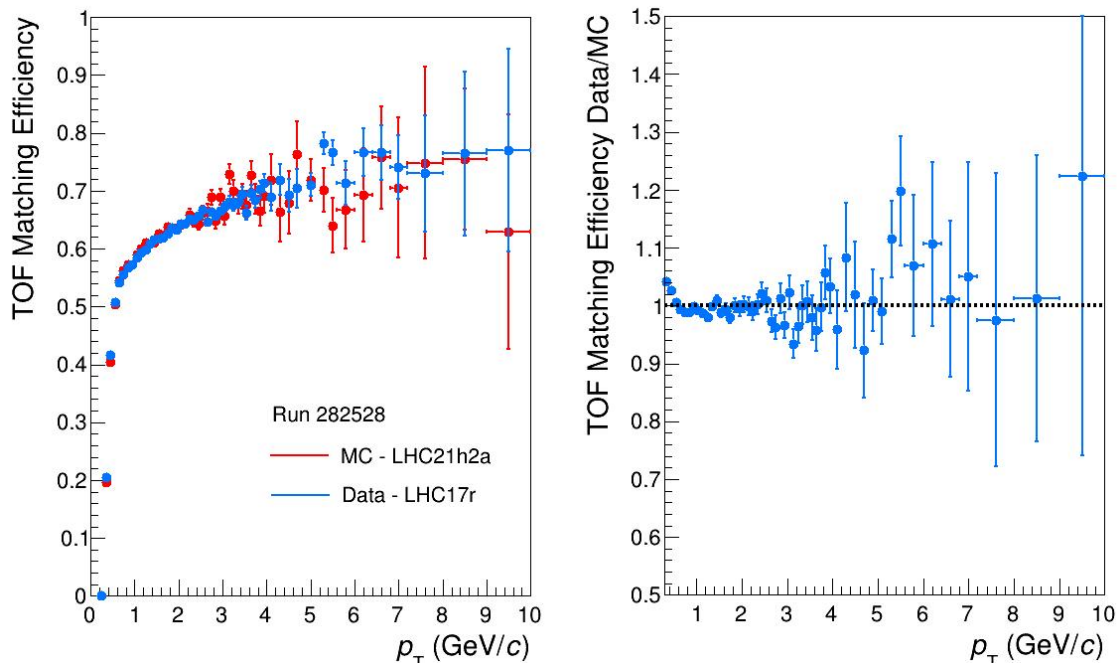 TOF Matching Efficiency
1
0.9
0.8
0.7
0.6
0.5
0.4
0.3
0.2
0.1
0
Run 282528
MC - LHC21h2a
Data - LHC17r
0 1 2 3 4 5 6 7 8 9 10
p_T (GeV/c)
TOF Matching Efficiency Data/MC
1.5
1.4
1.3
1.2
1.1
1
0.9
0.8
0.7
0.6
0.5
1 2 3 4 5 6 7 8 9 10
p_T (GeV/c)